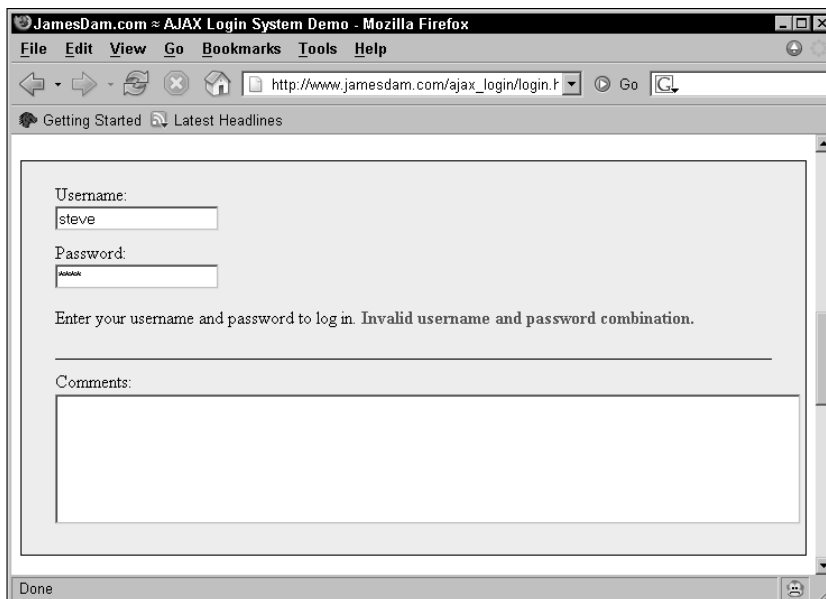 JamesDam.com ≈ AJAX Login System Demo - Mozilla Firefox
File Edit View Go Bookmarks Tools Help
http://www.jamesdam.com/ajax_login/login.h Go G
Getting Started Latest Headlines
Username:
steve
Password:
****
Enter your username and password to log in. Invalid username and password combination.
Comments:
Done